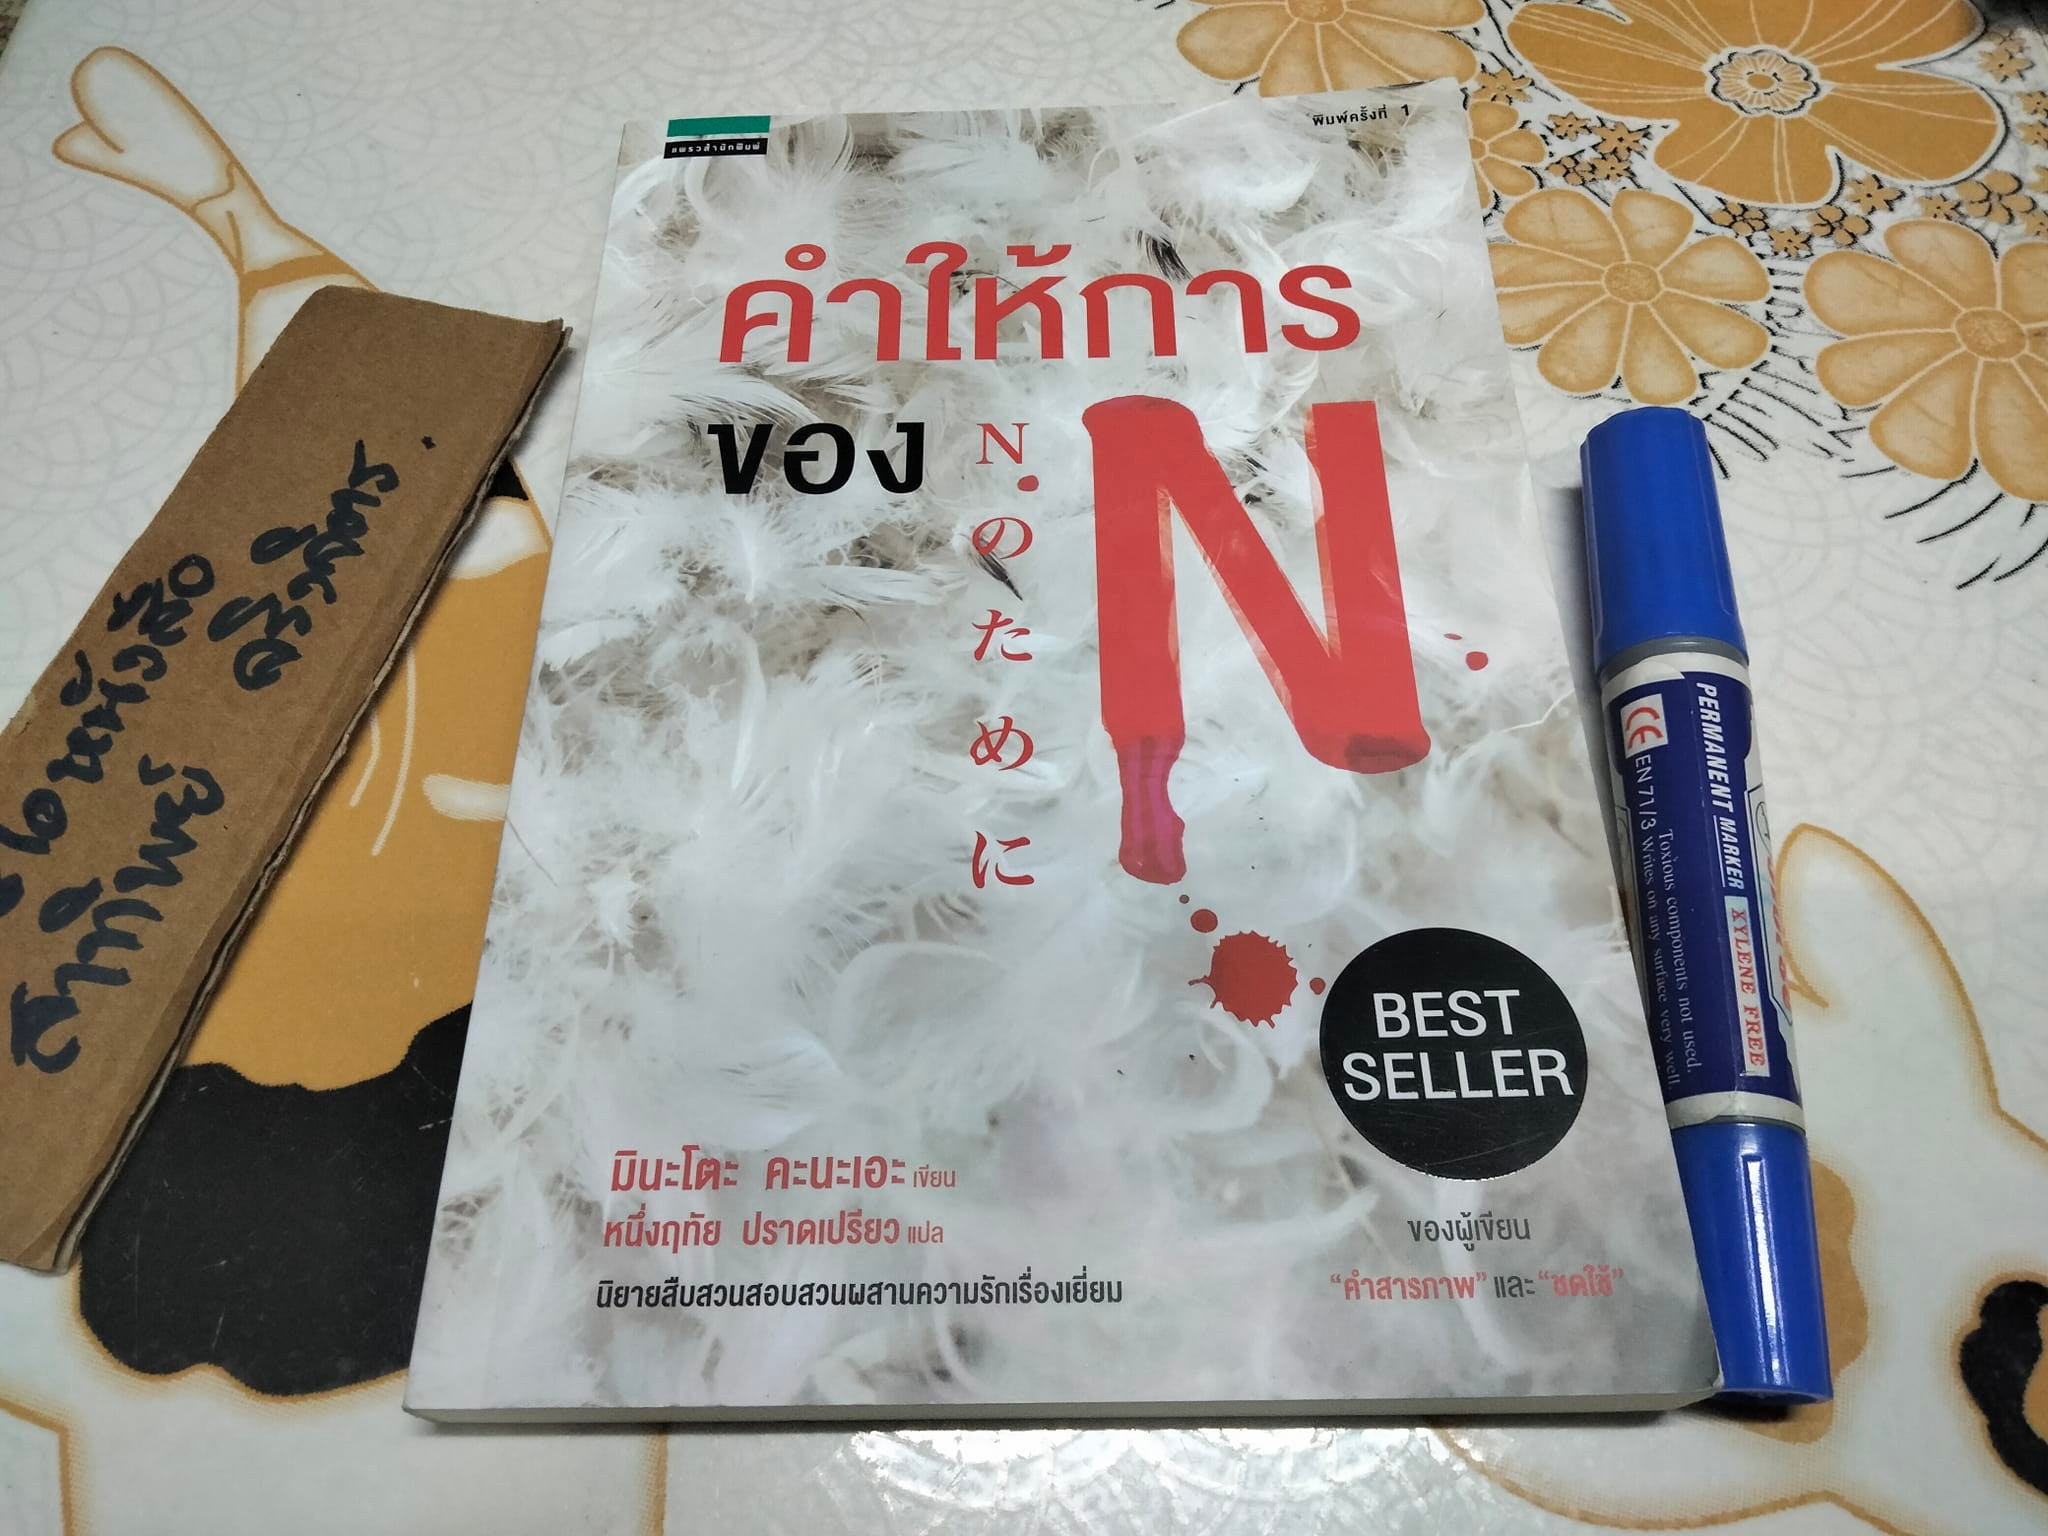 แพรวสำนักพิมพ์
พิมพ์ครั้งที่ 1
คำให้การ
ของ
N
Nのために
BEST
SELLER
มินะโตะ คะนะเอะ เขียน
หนึ่งฤทัย ปราดเปรียว แปล
นิยายสืบสวนสอบสวนผสานความรักเรื่องเยี่ยม
ของผู้เขียน
“คำสารภาพ” และ “ชดใช้”
PERMANENT MARKER XYLENE FREE
CE EN 71/3
Toxious components not used.
Writes on any surface very well.